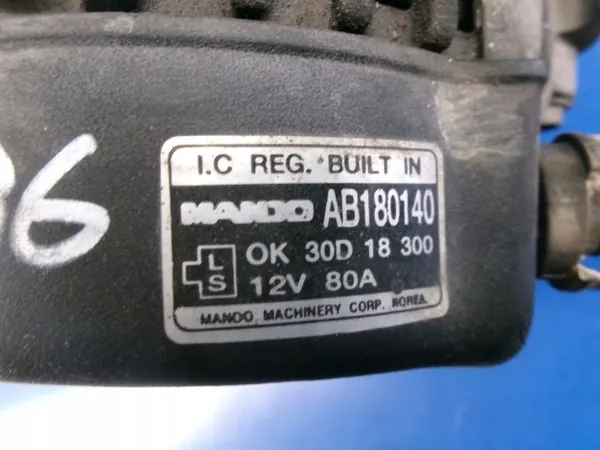 I.C REG. BUILT IN
MANDO AB180140
L OK 30D 18 300
S 12V 80A
MANDO MACHINERY CORP. KOREA.